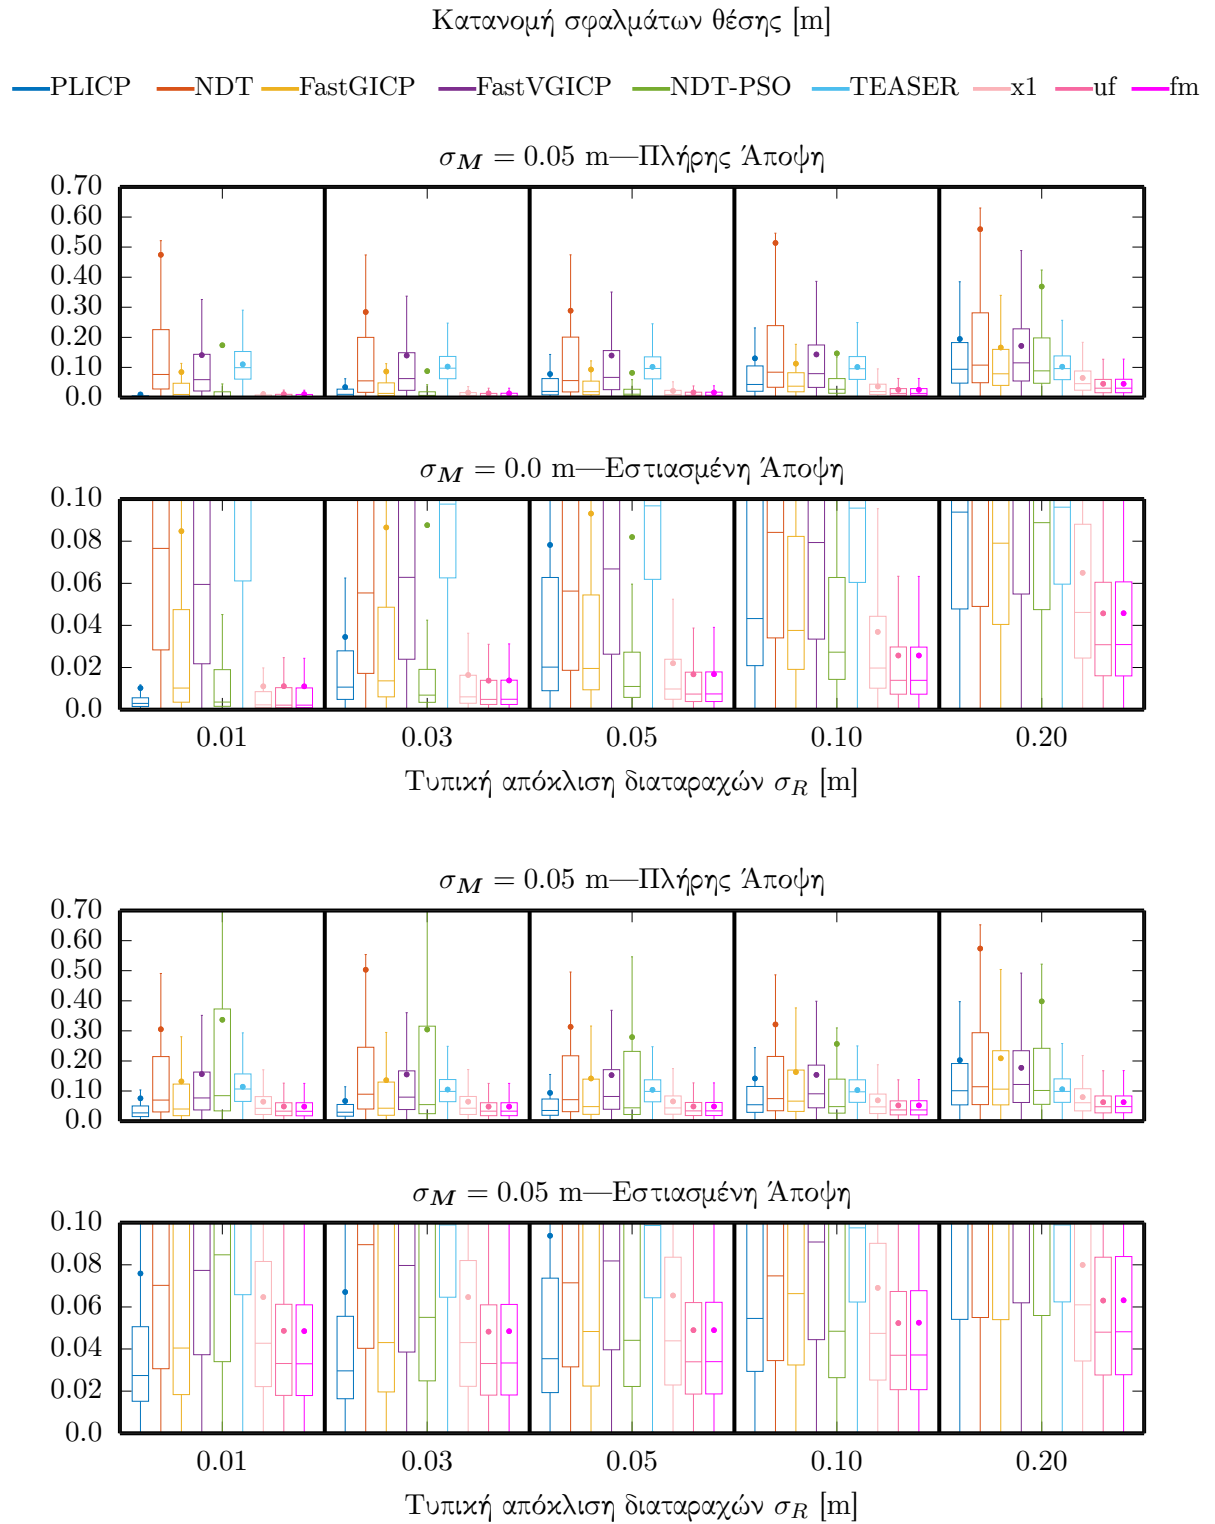 Κατανομή σφαλμάτων θέσης [m]
PLICP NDT FastGICP FastVGICP NDT-PSO TEASER x1 uf fm
σ_M = 0.05 m—Πλήρης Άποψη
0.70
0.60
0.50
0.40
0.30
0.20
0.10
0.0
σ_M = 0.0 m—Εστιασμένη Άποψη
0.10
0.08
0.06
0.04
0.02
0.0
0.01 0.03 0.05 0.10 0.20
Τυπική απόκλιση διαταραχών σ_R [m]
σ_M = 0.05 m—Πλήρης Άποψη
0.70
0.60
0.50
0.40
0.30
0.20
0.10
0.0
σ_M = 0.05 m—Εστιασμένη Άποψη
0.10
0.08
0.06
0.04
0.02
0.0
0.01 0.03 0.05 0.10 0.20
Τυπική απόκλιση διαταραχών σ_R [m]